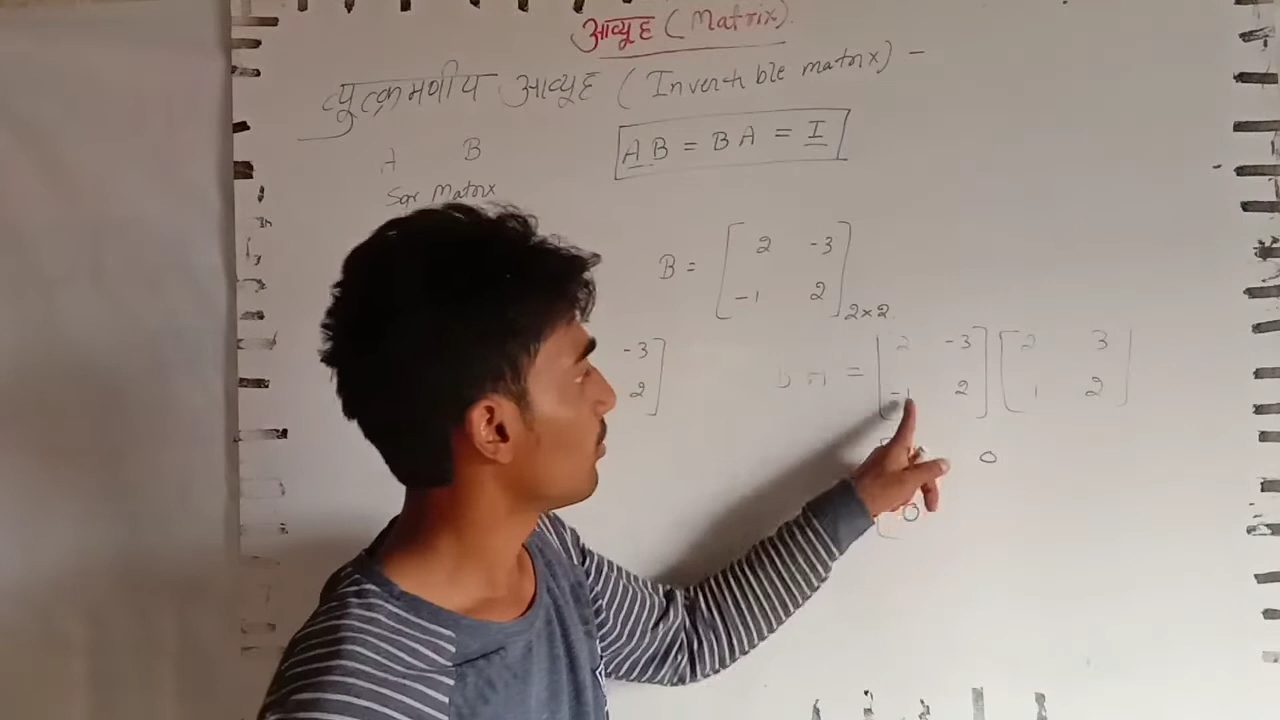 आव्यूह (Matrix).
व्युत्क्रमणीय आव्यूह (Invertible matrix) -
A B AB = BA = I
Sqr Matrix
B = [ 2 -3
-1 2 ] 2×2
-3 ]
2 ]
BA = [ 2 -3 ] [ 2 3 ]
[ -1 2 ] [ 1 2 ]
0
0